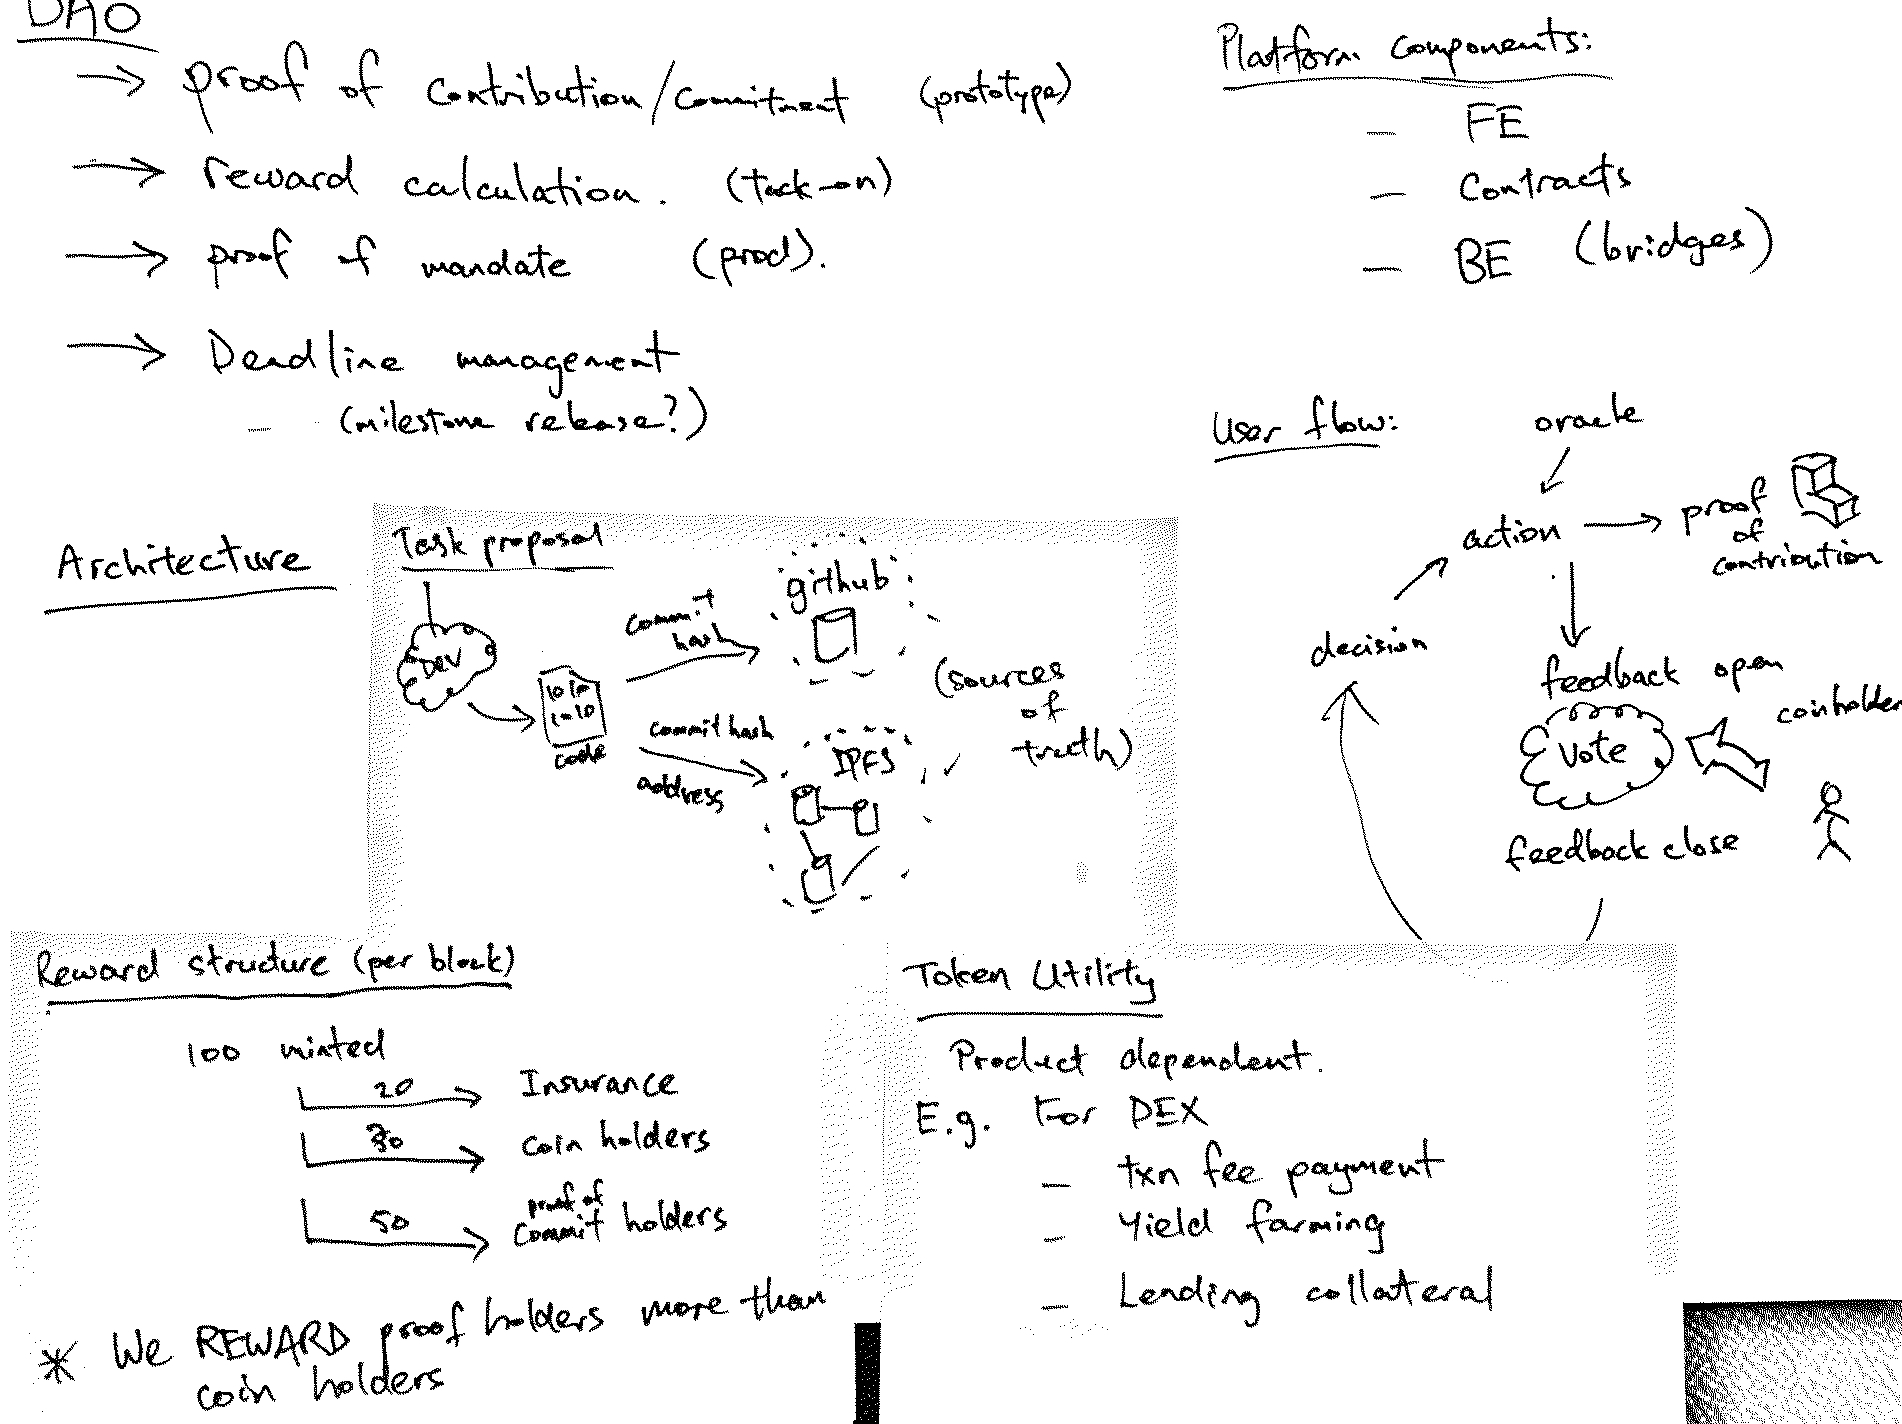 DAO
→ proof of contribution/commitment (prototype)
→ reward calculation. (tack-on)
→ proof of mandate (prod).
→ Deadline management
- (milestone release?)
Platform components:
- FE
- Contracts
- BE (bridges)
User flow:
oracle
action → proof
of
contribution
decision
feedback open
coinholder
Vote
feedback close
Architecture
Task proposal
DEV
10 10
1010
code
commit
hash
github
commit hash
address
IPFS
(sources
of
truth)
Reward structure (per block)
100 minted
20 Insurance
30 coin holders
50 proof of
commit holders
* We REWARD proof holders more than
coin holders
Token Utility
Product dependent.
E.g. For DEX
- txn fee payment
- Yield farming
- Lending collateral